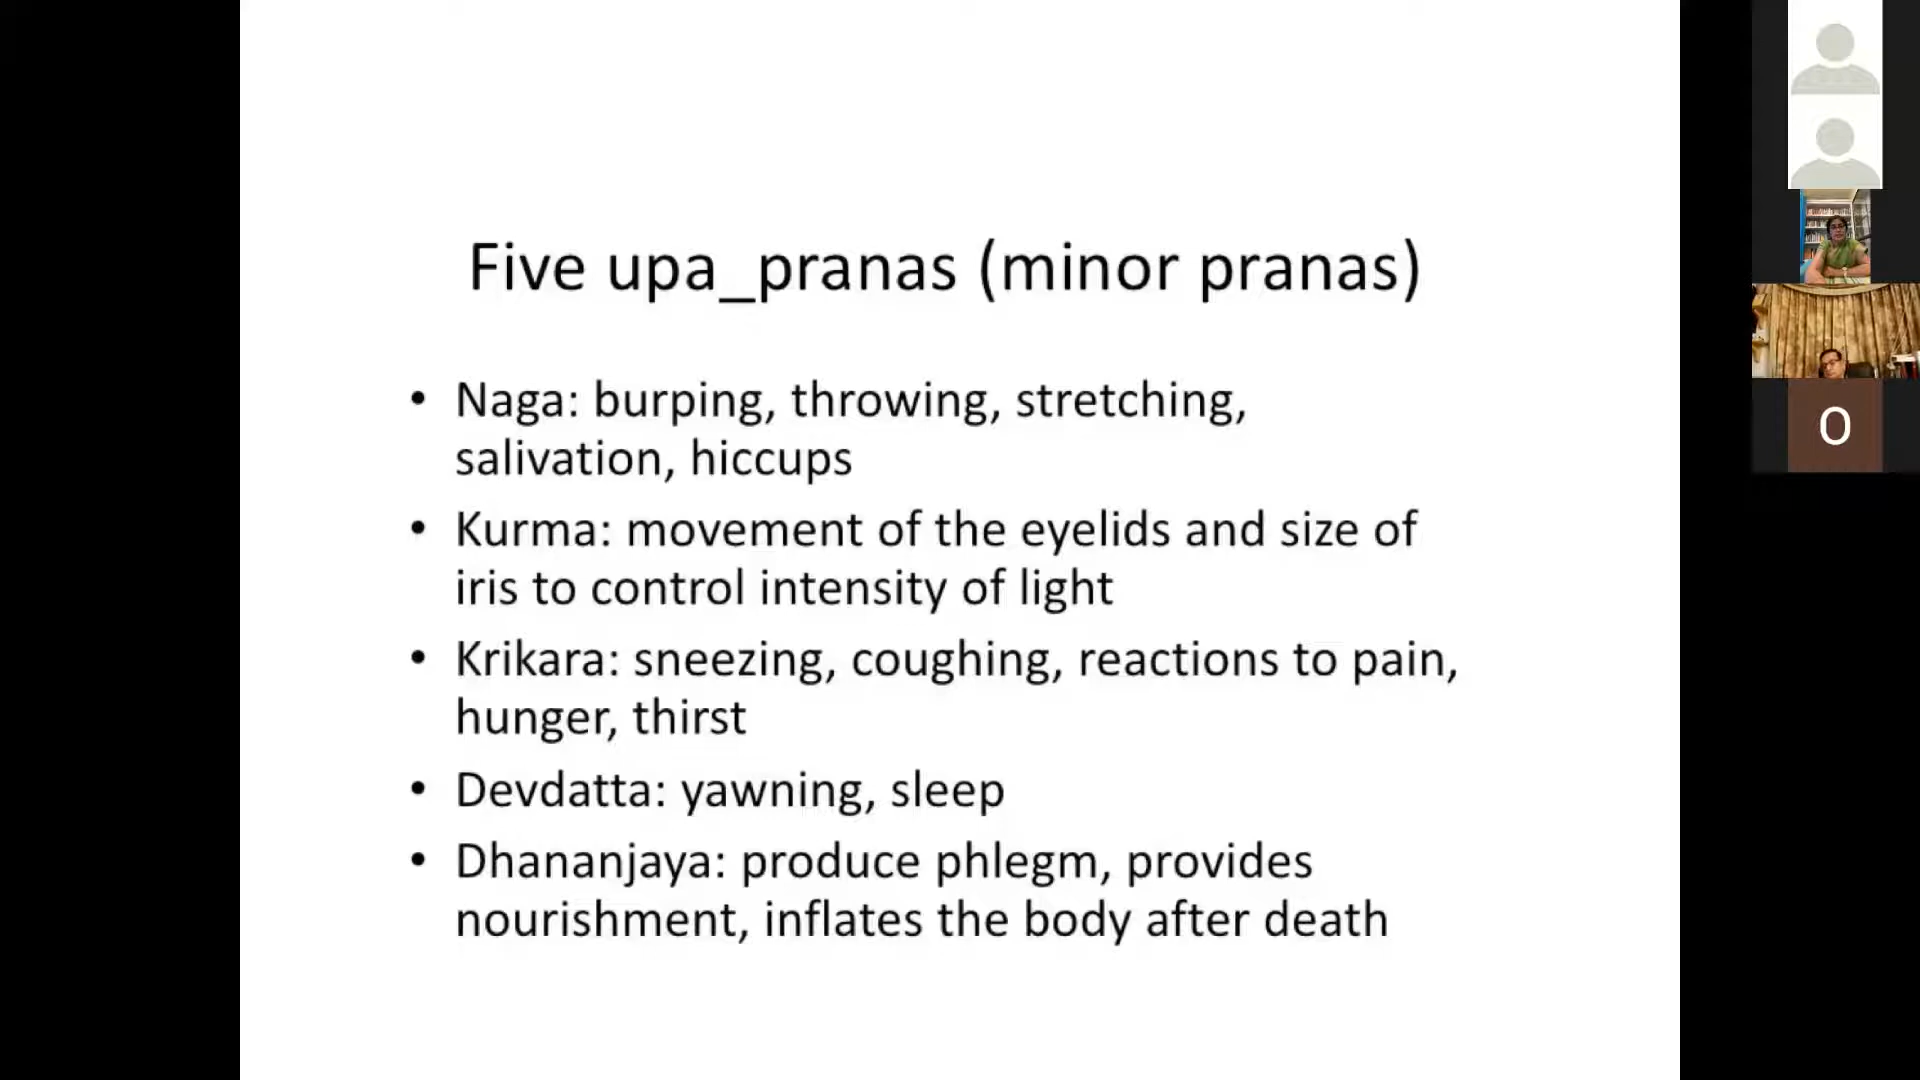 Five upa_pranas (minor pranas)
• Naga: burping, throwing, stretching,
salivation, hiccups
• Kurma: movement of the eyelids and size of
iris to control intensity of light
• Krikara: sneezing, coughing, reactions to pain,
hunger, thirst
• Devdatta: yawning, sleep
• Dhananjaya: produce phlegm, provides
nourishment, inflates the body after death
O